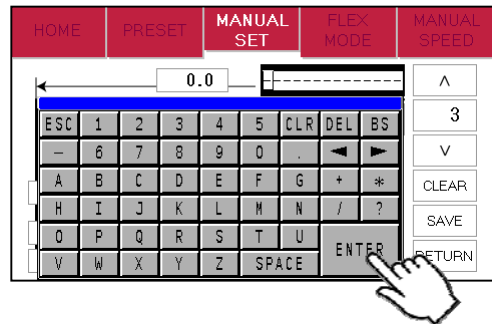 HOME PRESET MANUAL SET FLEX MODE MANUAL SPEED
0.0
3
ESC 1 2 3 4 5 CLR DEL BS
— 6 7 8 9 0 . ◄ ►
A B C D E F G + *
H I J K L M N / ?
O P Q R S T U ENTER
V W X Y Z SPACE
CLEAR
SAVE
RETURN